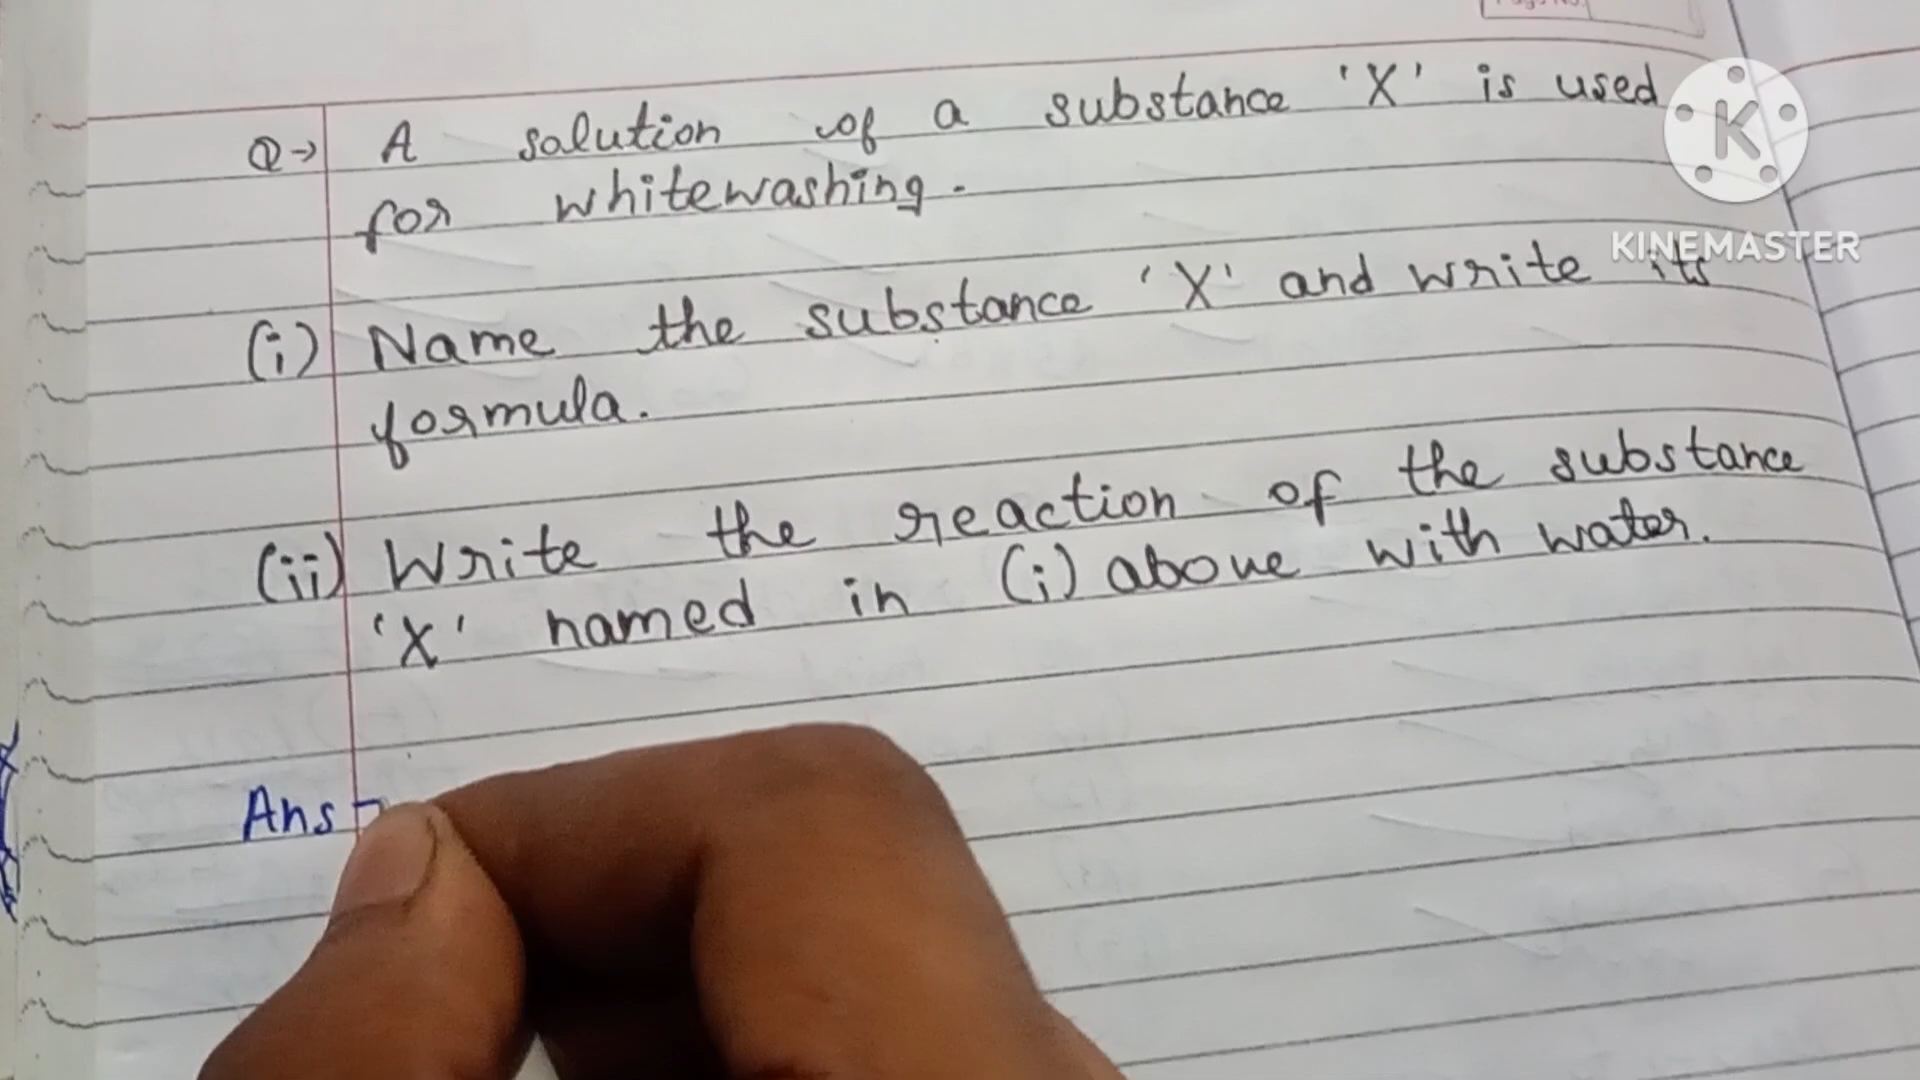 Q→ A solution of a substance 'X' is used
for whitewashing.
(i) Name the substance 'X' and write its
formula.
(ii) Write the reaction of the substance
'X' named in (i) above with water.
Ans
K
KINEMASTER